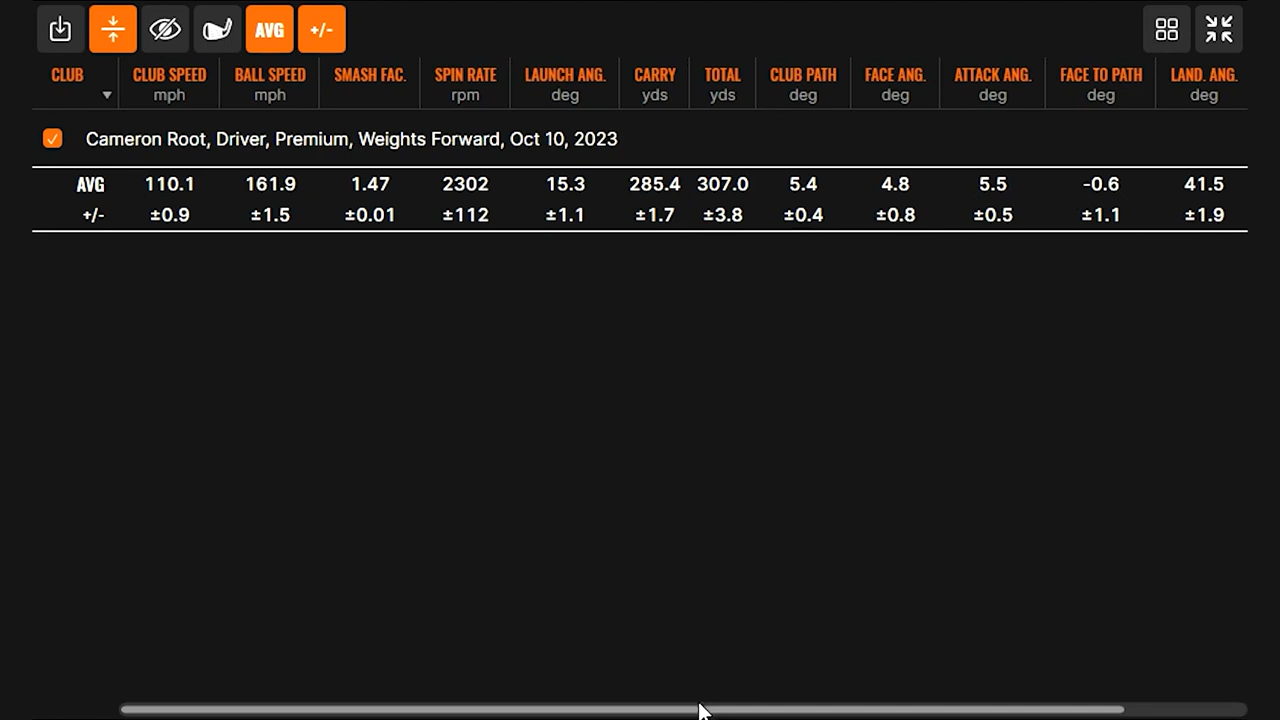 AVG +/-
CLUB CLUB SPEED BALL SPEED SMASH FAC. SPIN RATE LAUNCH ANG. CARRY TOTAL CLUB PATH FACE ANG. ATTACK ANG. FACE TO PATH LAND. ANG.
mph mph rpm deg yds yds deg deg deg deg deg
Cameron Root, Driver, Premium, Weights Forward, Oct 10, 2023
AVG 110.1 161.9 1.47 2302 15.3 285.4 307.0 5.4 4.8 5.5 -0.6 41.5
+/- ±0.9 ±1.5 ±0.01 ±112 ±1.1 ±1.7 ±3.8 ±0.4 ±0.8 ±0.5 ±1.1 ±1.9